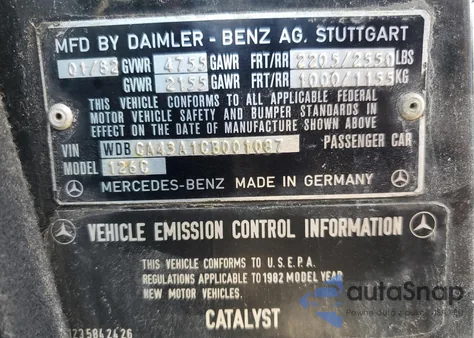 MFD BY DAIMLER - BENZ AG. STUTTGART
01/82 GVWR 4755 GAWR FRT/RR 2205/2550 LBS
GVWR 2155 GAWR FRT/RR 1000/1155 KG
THIS VEHICLE CONFORMS TO ALL APPLICABLE FEDERAL
MOTOR VEHICLE SAFETY AND BUMPER STANDARDS IN
EFFECT ON THE DATE OF MANUFACTURE SHOWN ABOVE
VIN WDBCA43A1CB001087 PASSENGER CAR
MODEL 126C
MERCEDES-BENZ MADE IN GERMANY
VEHICLE EMISSION CONTROL INFORMATION
THIS VEHICLE CONFORMS TO U.S.E.P.A.
REGULATIONS APPLICABLE TO 1982 MODEL YEAR
NEW MOTOR VEHICLES.
CATALYST
1235842426
autoSnap